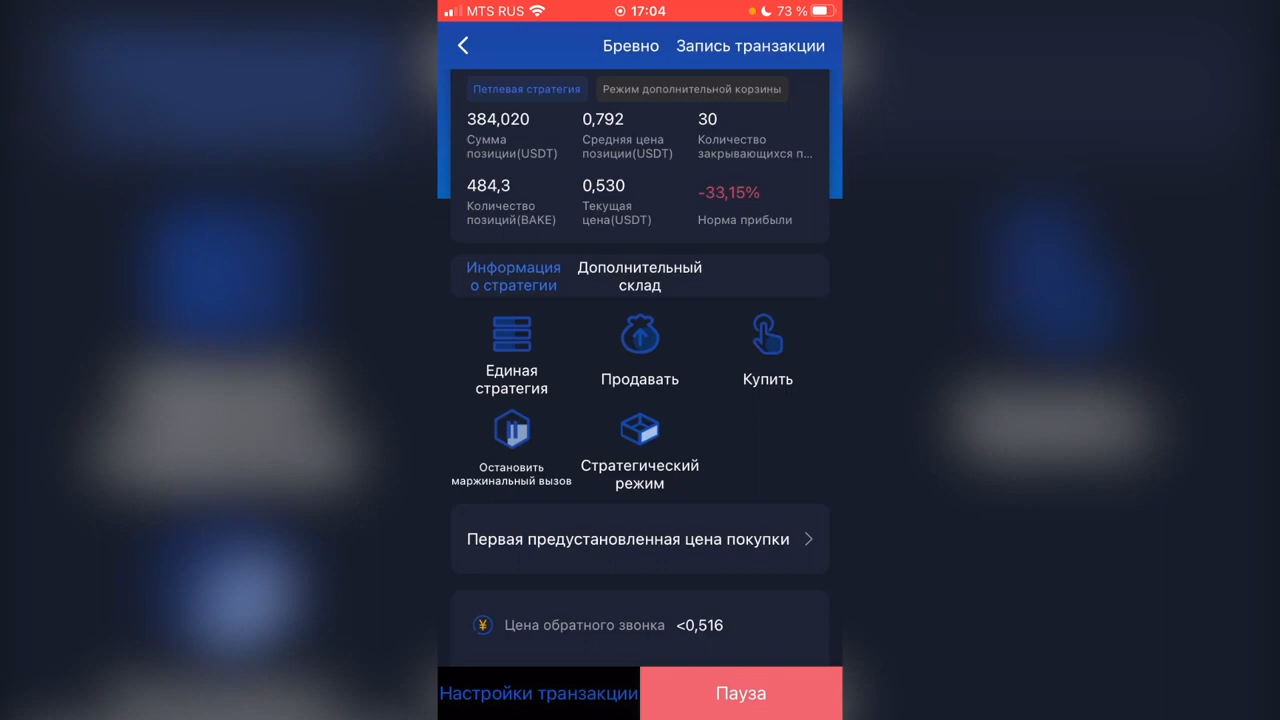 MTS RUS 17:04 73 %
Бревно Запись транзакции
Петлевая стратегия Режим дополнительной корзины
384,020 0,792 30
Сумма Средняя цена Количество
позиции(USDT) позиции(USDT) закрывающихся п...
484,3 0,530 -33,15%
Количество Текущая Норма прибыли
позиций(BAKE) цена(USDT)
Информация Дополнительный
о стратегии склад
Единая Продавать Купить
стратегия
Остановить Стратегический
маржинальный вызов режим
Первая предустановленная цена покупки
¥ Цена обратного звонка <0,516
Настройки транзакции Пауза